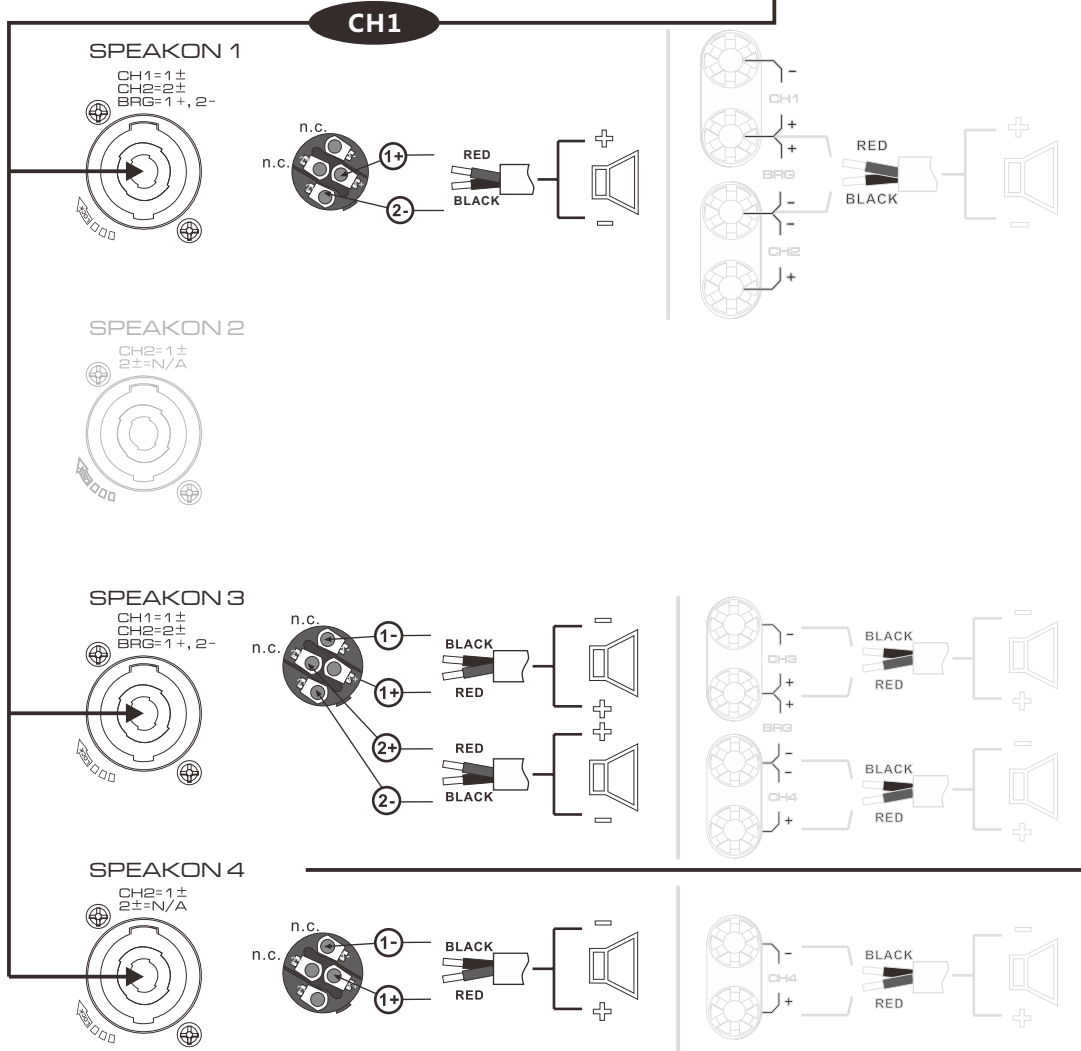 CH1
SPEAKON 1
CH1=1±
CH2=2±
BRG=1+, 2-
n.c.
n.c.
1+
2-
RED
BLACK
+
-
-
CH1
+
+
BRG
-
-
CH2
+
RED
BLACK
+
-
SPEAKON 2
CH2=1±
2±=N/A
SPEAKON 3
CH1=1±
CH2=2±
BRG=1+, 2-
n.c.
n.c.
1-
1+
2+
2-
BLACK
RED
RED
BLACK
-
+
+
-
-
CH3
+
+
BRG
-
-
CH4
+
BLACK
RED
BLACK
RED
-
+
-
+
SPEAKON 4
CH2=1±
2±=N/A
n.c.
n.c.
1-
1+
BLACK
RED
-
+
-
CH4
+
BLACK
RED
-
+